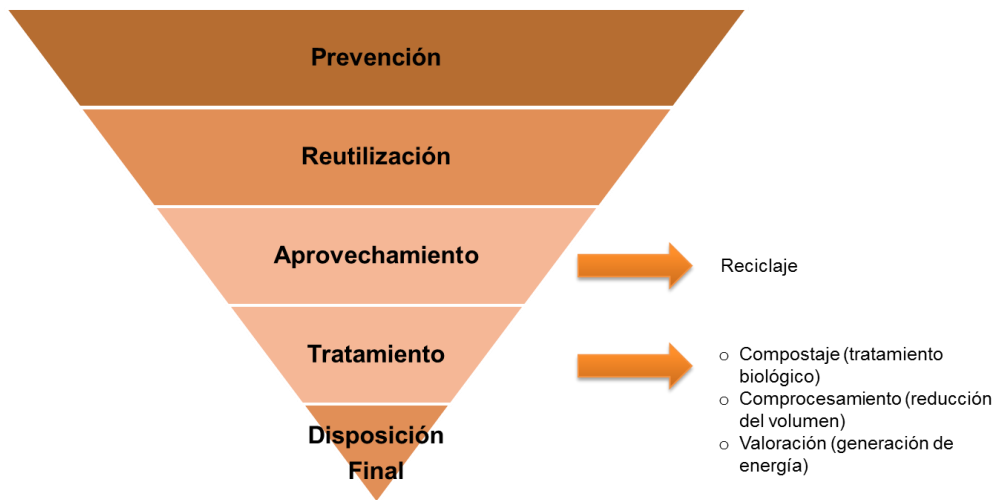 Prevención
Reutilización
Aprovechamiento
Reciclaje
Tratamiento
o Compostaje (tratamiento
biológico)
o Comprocesamiento (reducción
del volumen)
o Valoración (generación de
energía)
Disposición
Final